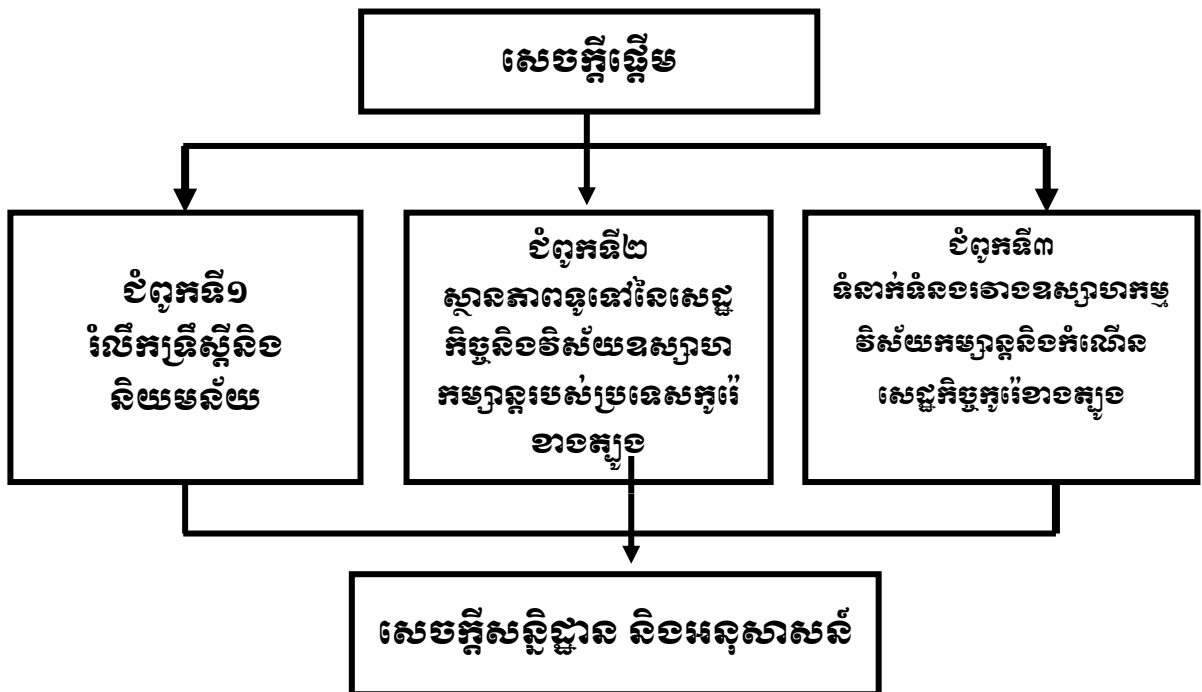 សេចក្តីផ្តើម
ជំពូកទី១
រំលឹកទ្រឹស្តីនិង
និយមន័យ
ជំពូកទី២
ស្ថានភាពទូទៅនៃសេដ្ឋ
កិច្ចនិងវិស័យឧស្សាហ
កម្សាន្តរបស់ប្រទេសកូរ៉េ
ខាងត្បូង
ជំពូកទី៣
ទំនាក់ទំនងរវាងឧស្សាហកម្ម
វិស័យកម្សាន្តនិងកំណើន
សេដ្ឋកិច្ចកូរ៉េខាងត្បូង
សេចក្តីសន្និដ្ឋាន និងអនុសាសន៍